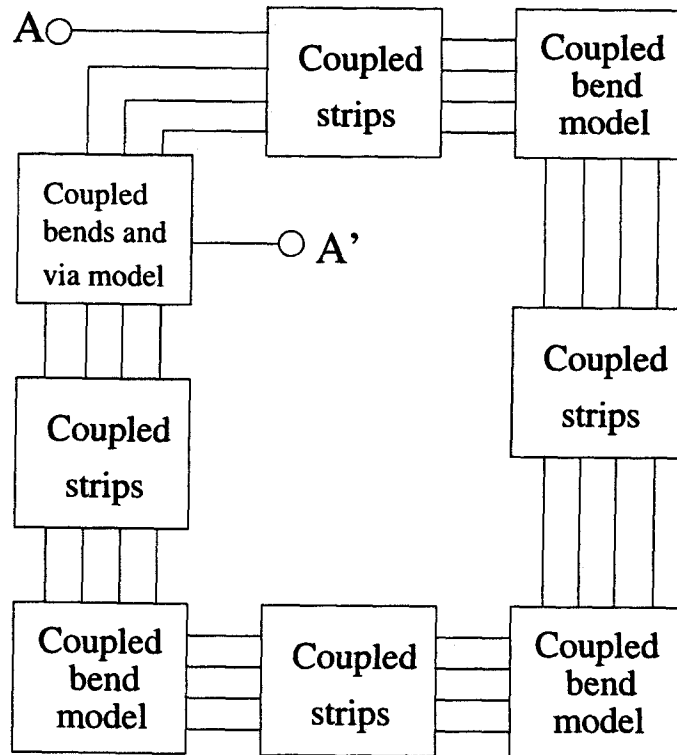 A
Coupled
strips
Coupled
bend
model
Coupled
bends and
via model
A'
Coupled
strips
Coupled
strips
Coupled
bend
model
Coupled
strips
Coupled
bend
model